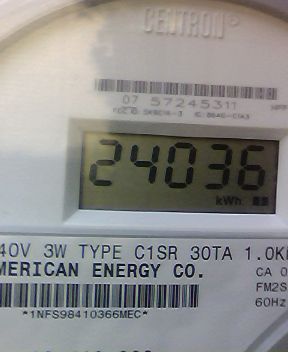 CENTRON®
07 57245311
24036
kWh
40V 3W TYPE C1SR 30TA 1.0K
MERICAN ENERGY CO.
CA 0
FM2S
60Hz
*1NFS98410366MEC*